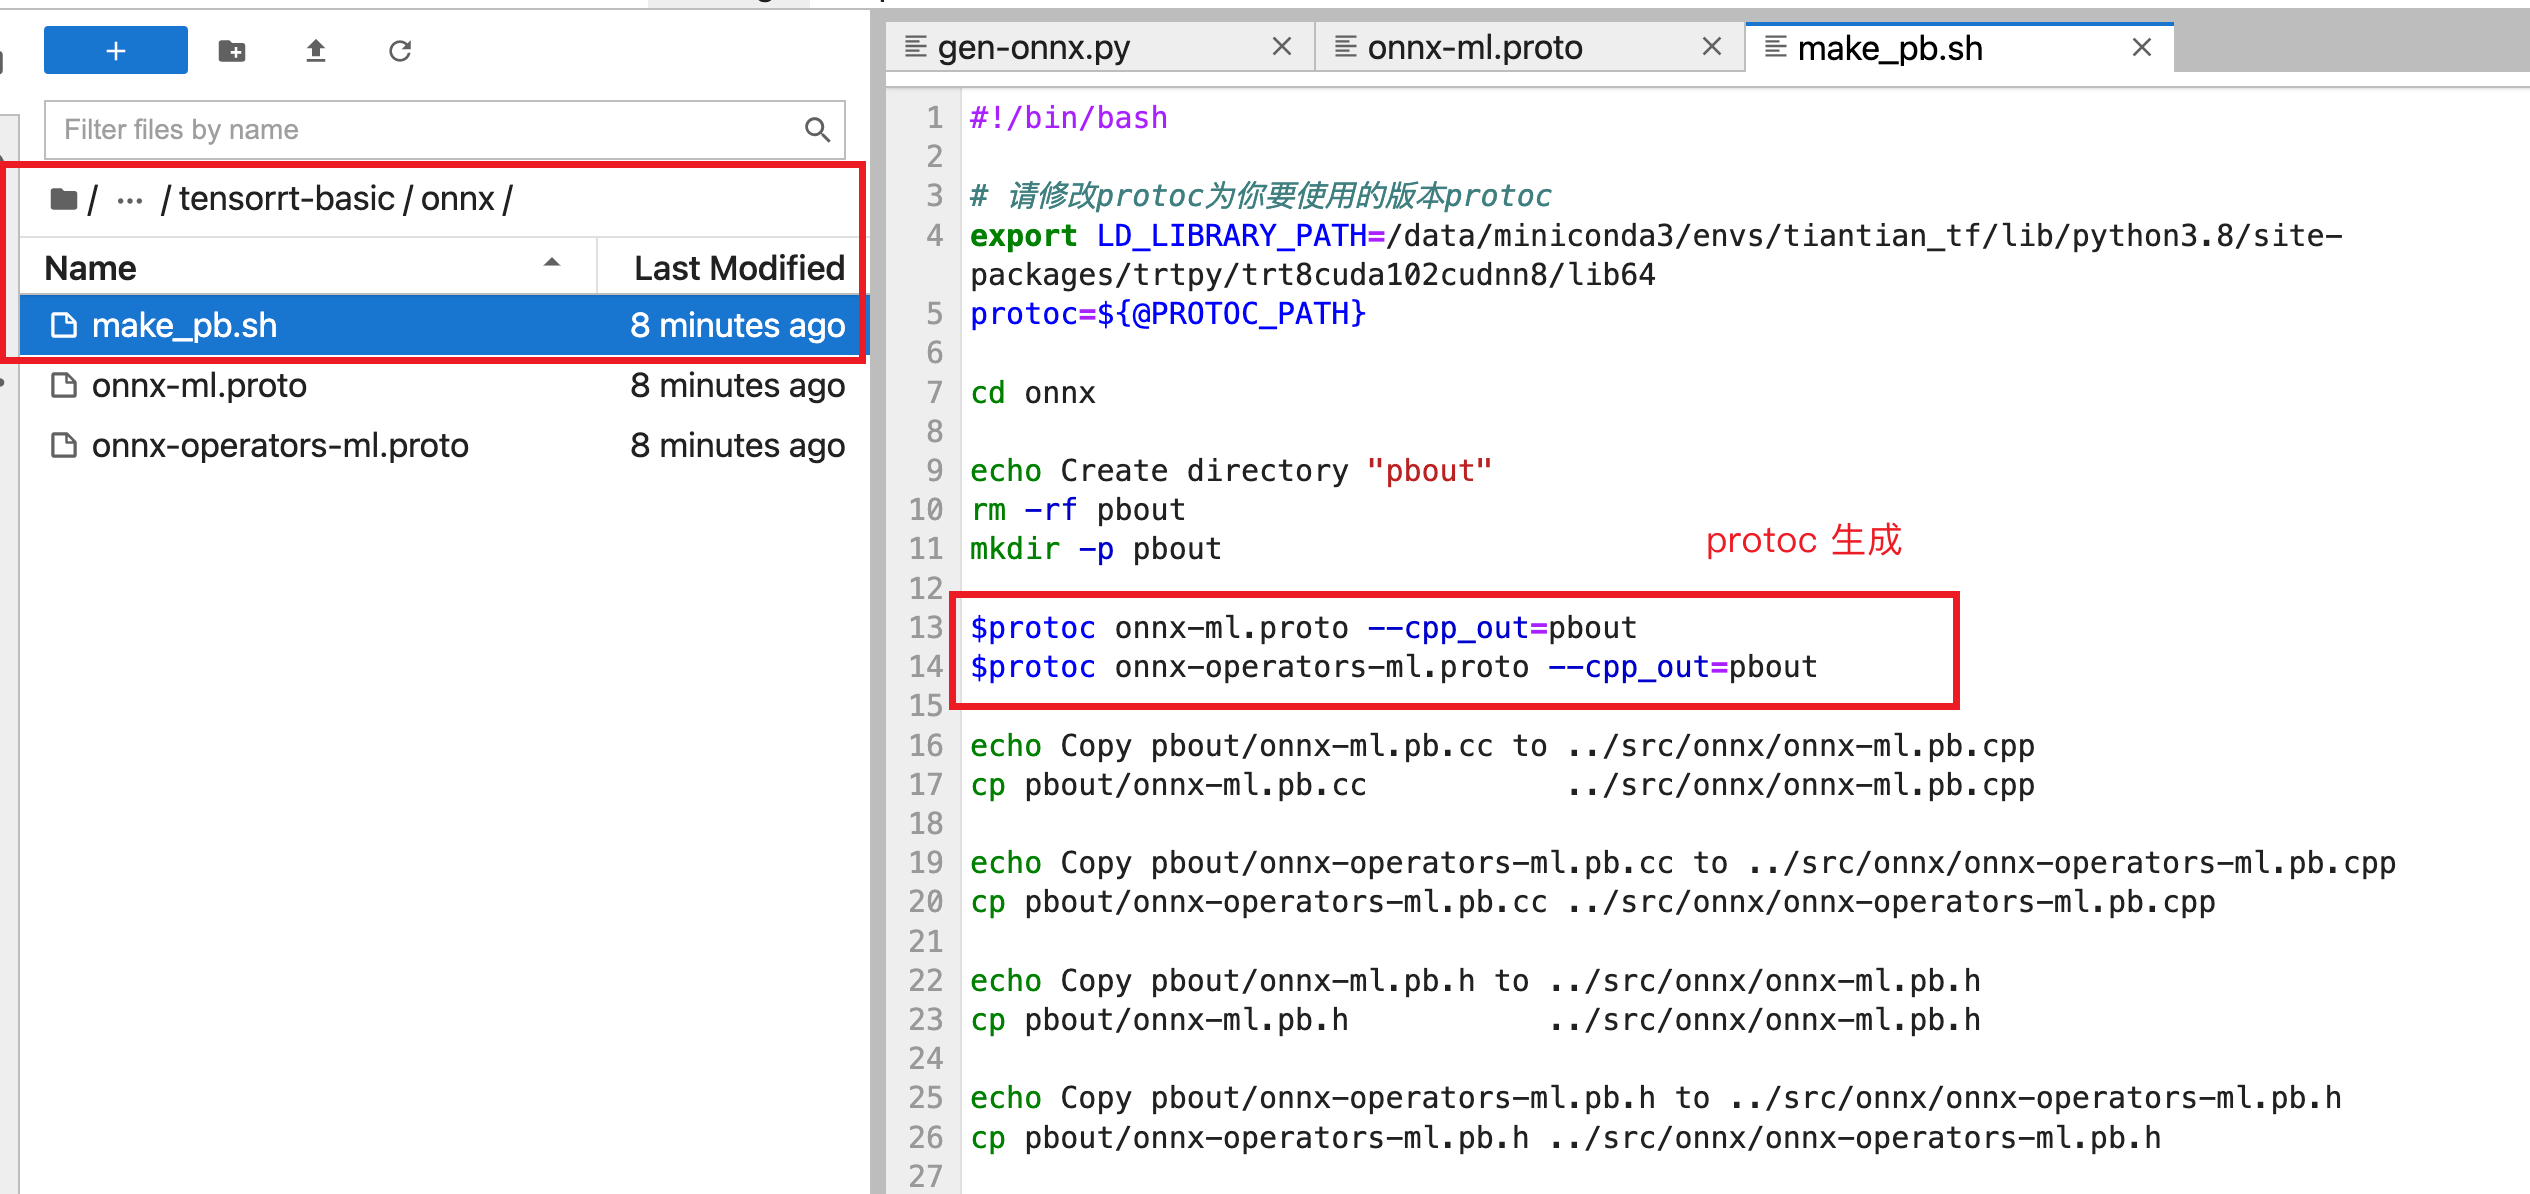 Filter files by name
/ ... / tensorrt-basic / onnx /
Name Last Modified
make_pb.sh 8 minutes ago
onnx-ml.proto 8 minutes ago
onnx-operators-ml.proto 8 minutes ago
gen-onnx.py onnx-ml.proto make_pb.sh
1 #!/bin/bash
2
3 # 请修改protoc为你要使用的版本protoc
4 export LD_LIBRARY_PATH=/data/miniconda3/envs/tiantian_tf/lib/python3.8/site-
packages/trtpy/trt8cuda102cudnn8/lib64
5 protoc=${@PROTOC_PATH}
6
7 cd onnx
8
9 echo Create directory "pbout"
10 rm -rf pbout
11 mkdir -p pbout
protoc 生成
12
13 $protoc onnx-ml.proto --cpp_out=pbout
14 $protoc onnx-operators-ml.proto --cpp_out=pbout
15
16 echo Copy pbout/onnx-ml.pb.cc to ../src/onnx/onnx-ml.pb.cpp
17 cp pbout/onnx-ml.pb.cc ../src/onnx/onnx-ml.pb.cpp
18
19 echo Copy pbout/onnx-operators-ml.pb.cc to ../src/onnx/onnx-operators-ml.pb.cpp
20 cp pbout/onnx-operators-ml.pb.cc ../src/onnx/onnx-operators-ml.pb.cpp
21
22 echo Copy pbout/onnx-ml.pb.h to ../src/onnx/onnx-ml.pb.h
23 cp pbout/onnx-ml.pb.h ../src/onnx/onnx-ml.pb.h
24
25 echo Copy pbout/onnx-operators-ml.pb.h to ../src/onnx/onnx-operators-ml.pb.h
26 cp pbout/onnx-operators-ml.pb.h ../src/onnx/onnx-operators-ml.pb.h
27